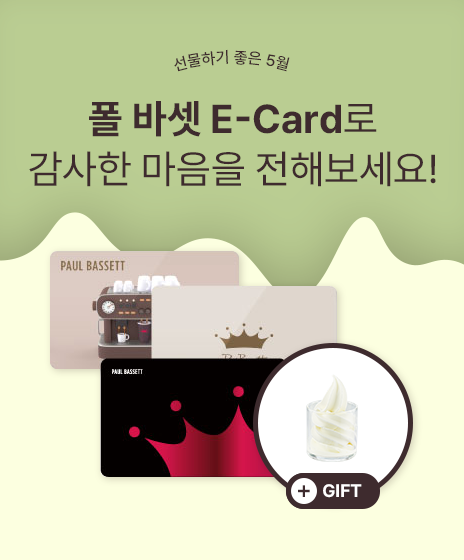 선물하기 좋은 5월
폴 바셋 E-Card로
감사한 마음을 전해보세요!
PAUL BASSETT
PAUL BASSETT
+ GIFT